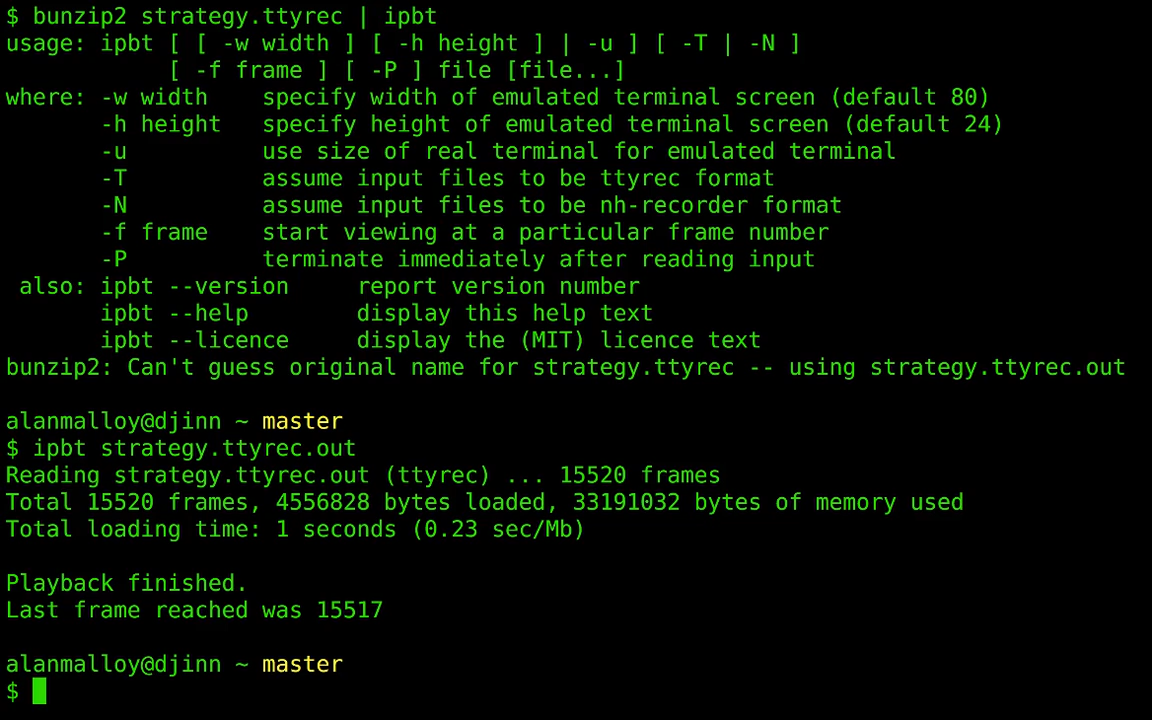 $ bunzip2 strategy.ttyrec | ipbt
usage: ipbt [ [ -w width ] [ -h height ] | -u ] [ -T | -N ]
            [ -f frame ] [ -P ] file [file...]
where: -w width    specify width of emulated terminal screen (default 80)
       -h height   specify height of emulated terminal screen (default 24)
       -u          use size of real terminal for emulated terminal
       -T          assume input files to be ttyrec format
       -N          assume input files to be nh-recorder format
       -f frame    start viewing at a particular frame number
       -P          terminate immediately after reading input
 also: ipbt --version     report version number
       ipbt --help        display this help text
       ipbt --licence     display the (MIT) licence text
bunzip2: Can't guess original name for strategy.ttyrec -- using strategy.ttyrec.out
alanmalloy@djinn ~ master
$ ipbt strategy.ttyrec.out
Reading strategy.ttyrec.out (ttyrec) ... 15520 frames
Total 15520 frames, 4556828 bytes loaded, 33191032 bytes of memory used
Total loading time: 1 seconds (0.23 sec/Mb)
Playback finished.
Last frame reached was 15517
alanmalloy@djinn ~ master
$